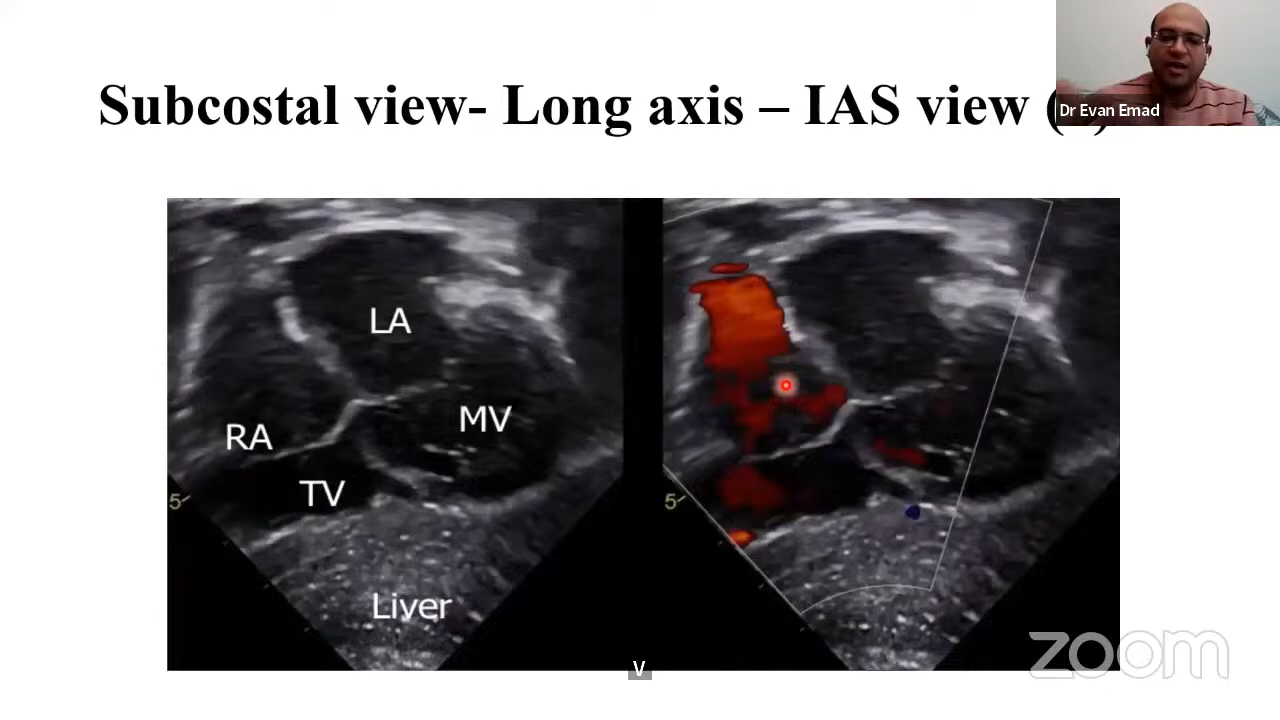 Subcostal view- Long axis – IAS view (
Dr Evan Emad
LA
RA
MV
TV
5
Liver
5
V
zoom